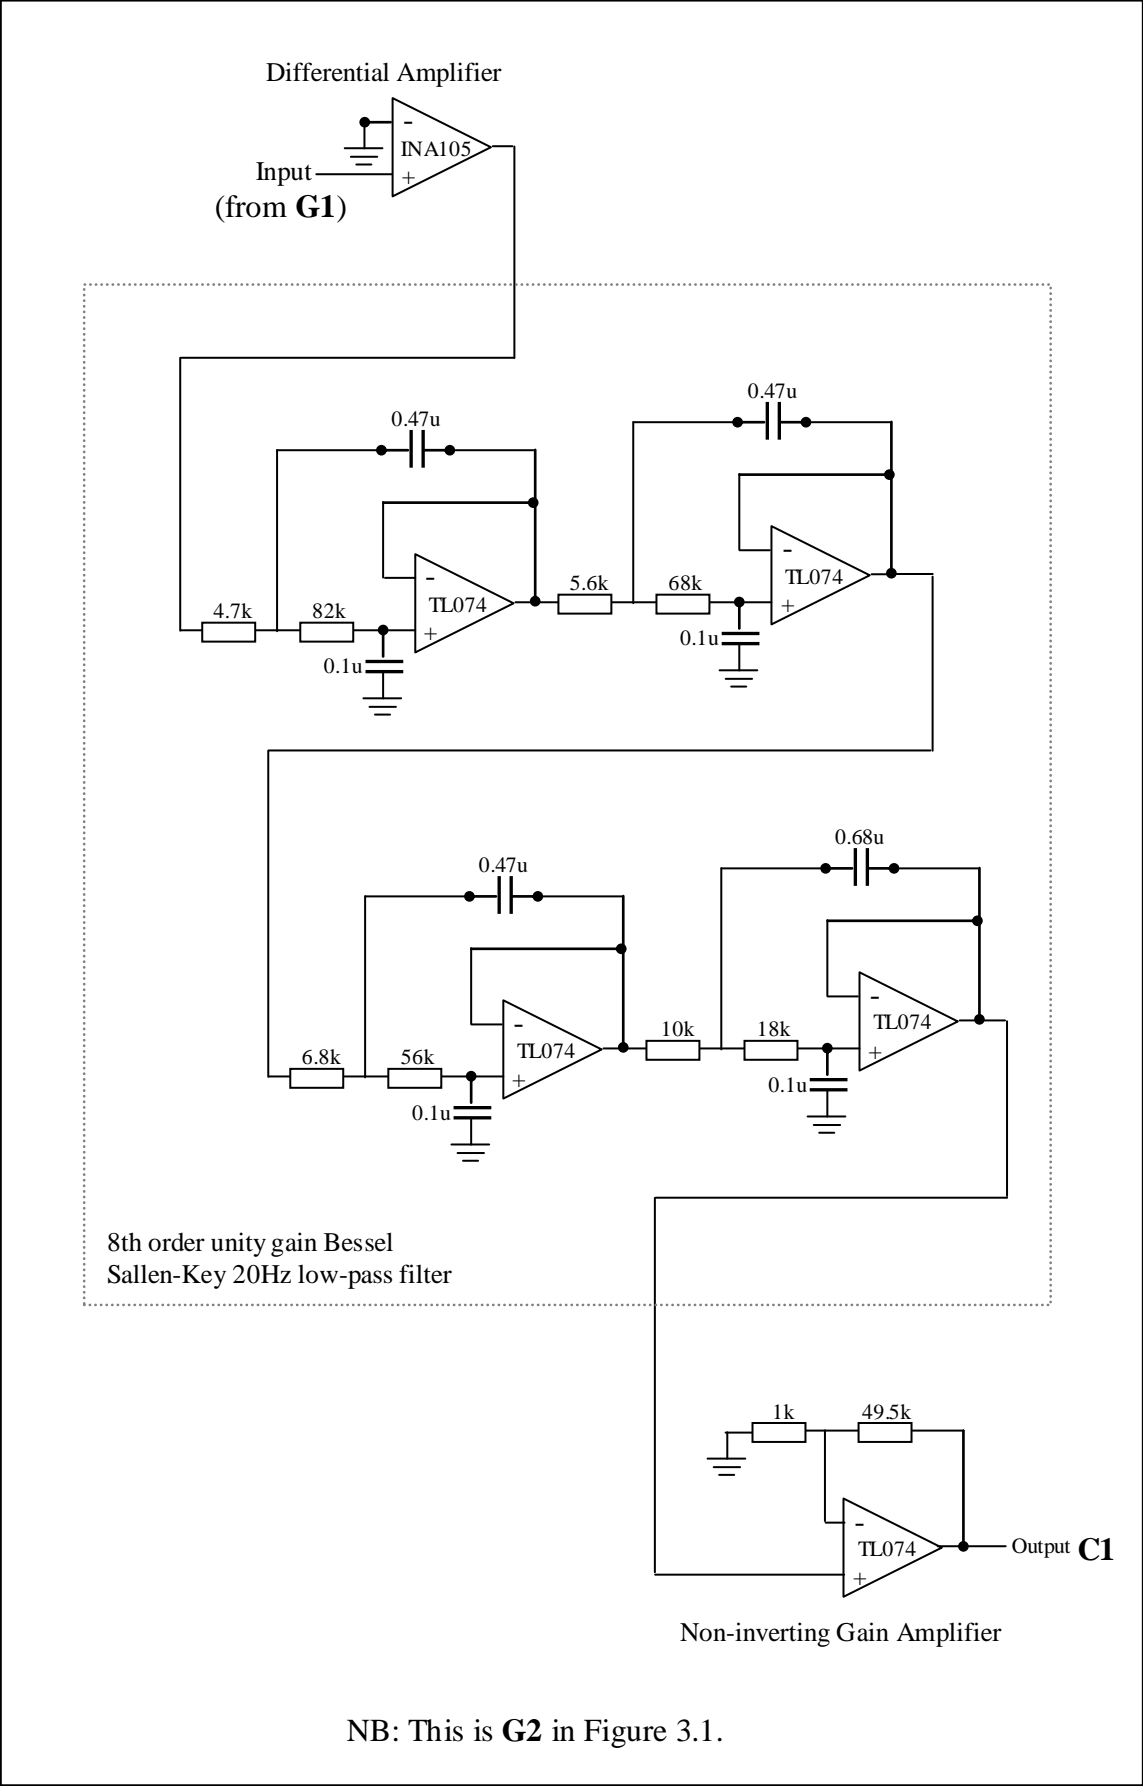 Differential Amplifier
-
INA105
Input
+
(from G1)
0.47u
0.47u
-
TL074
5.6k
68k
+
0.1u
-
TL074
4.7k
82k
+
0.1u
0.68u
0.47u
-
TL074
10k
18k
+
0.1u
-
TL074
6.8k
56k
+
0.1u
8th order unity gain Bessel
Sallen-Key 20Hz low-pass filter
1k
49.5k
-
TL074
+
Output C1
Non-inverting Gain Amplifier
NB: This is G2 in Figure 3.1.